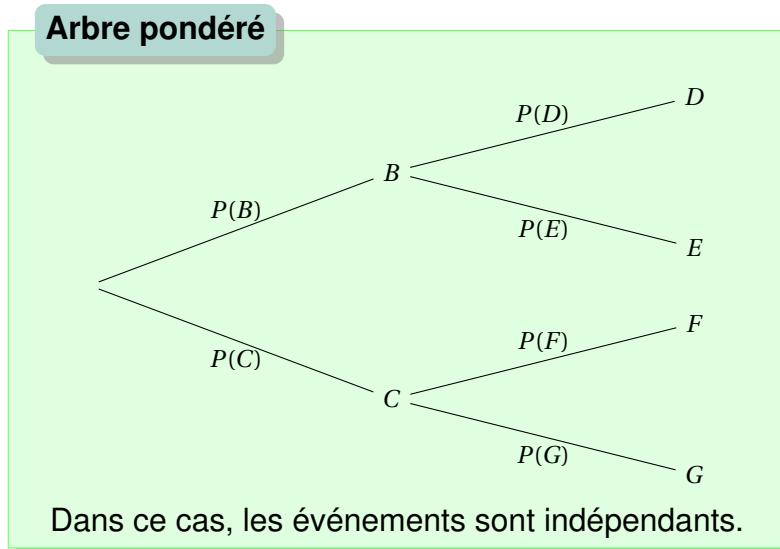 Arbre pondéré
D
P(D)
B
P(B)
P(E)
E
F
P(F)
P(C)
C
P(G)
G
Dans ce cas, les événements sont indépendants.